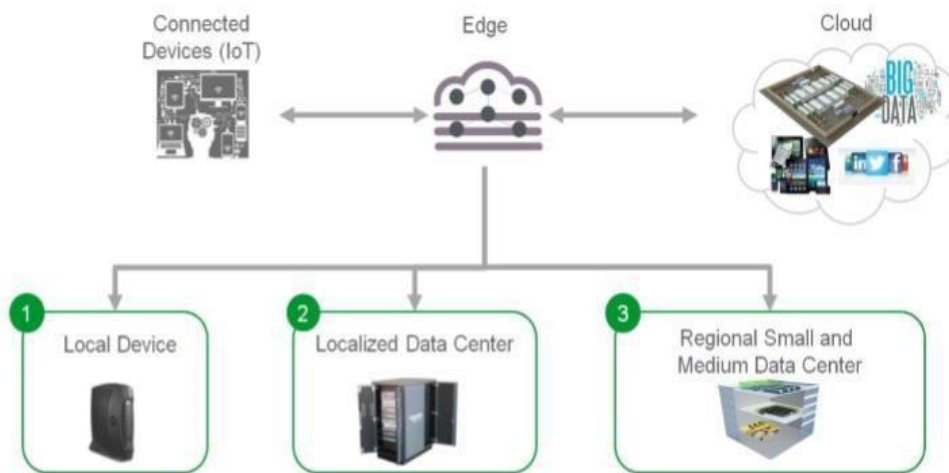 Connected
Devices (IoT)
Edge
Cloud
BIG
DATA
in
f
1
Local Device
2
Localized Data Center
3
Regional Small and
Medium Data Center